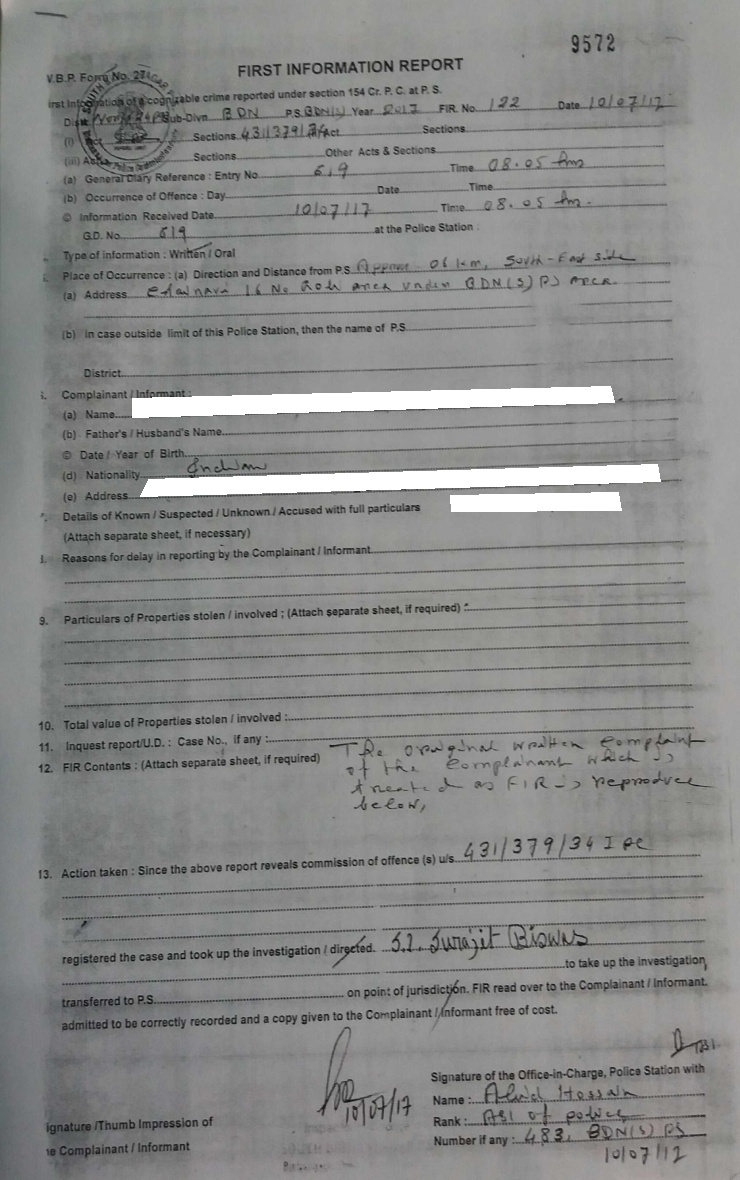 9572
W.B.P. Form No. 27
FIRST INFORMATION REPORT
First Information of a cognizable crime reported under section 154 Cr. P. C. at P. S.
Sub-Divn. BDN P.S. BDN(S) Year 2017 FIR. No 122 Date 10/07/17
(i) Sections 431/379/34 Act Sections
(iii) Sections Other Acts & Sections
(a) General Diary Reference : Entry No 619 Time 08.05 Am
(b) Occurrence of Offence : Day Date Time
© Information Received Date 10/07/17 Time 08.05 Am.
G.D. No. 619 at the Police Station :
Type of information : Written / Oral
Place of Occurrence : (a) Direction and Distance from P.S. Approx - 06 km, South-East side
(a) Address 16 No area under BDN(S) PS Area.
(b) in case outside limit of this Police Station, then the name of P.S.
District
Complainant / Informant :
(a) Name
(b) Father's / Husband's Name
© Date / Year of Birth
(d) Nationality Indian
(e) Address
Details of Known / Suspected / Unknown / Accused with full particulars
(Attach separate sheet, if necessary)
Reasons for delay in reporting by the Complainant / Informant
9. Particulars of Properties stolen / involved ; (Attach separate sheet, if required) :
10. Total value of Properties stolen / involved :
11. Inquest report/U.D. : Case No., if any :
12. FIR Contents : (Attach separate sheet, if required) The original written complaint
of the complainant which is
treated as FIR is reproduce
below,
13. Action taken : Since the above report reveals commission of offence (s) u/s. 431/379/34 IPC
registered the case and took up the investigation / directed. S.I. Surajit Biswas
to take up the investigation,
transferred to P.S. on point of jurisdiction. FIR read over to the Complainant / Informant.
admitted to be correctly recorded and a copy given to the Complainant / Informant free of cost.
10/07/17
Signature of the Office-in-Charge, Police Station with
Name : Hossain
Rank : ASI of police
Number if any : 483, BDN(S) PS
10/07/17
Signature /Thumb Impression of
the Complainant / Informant